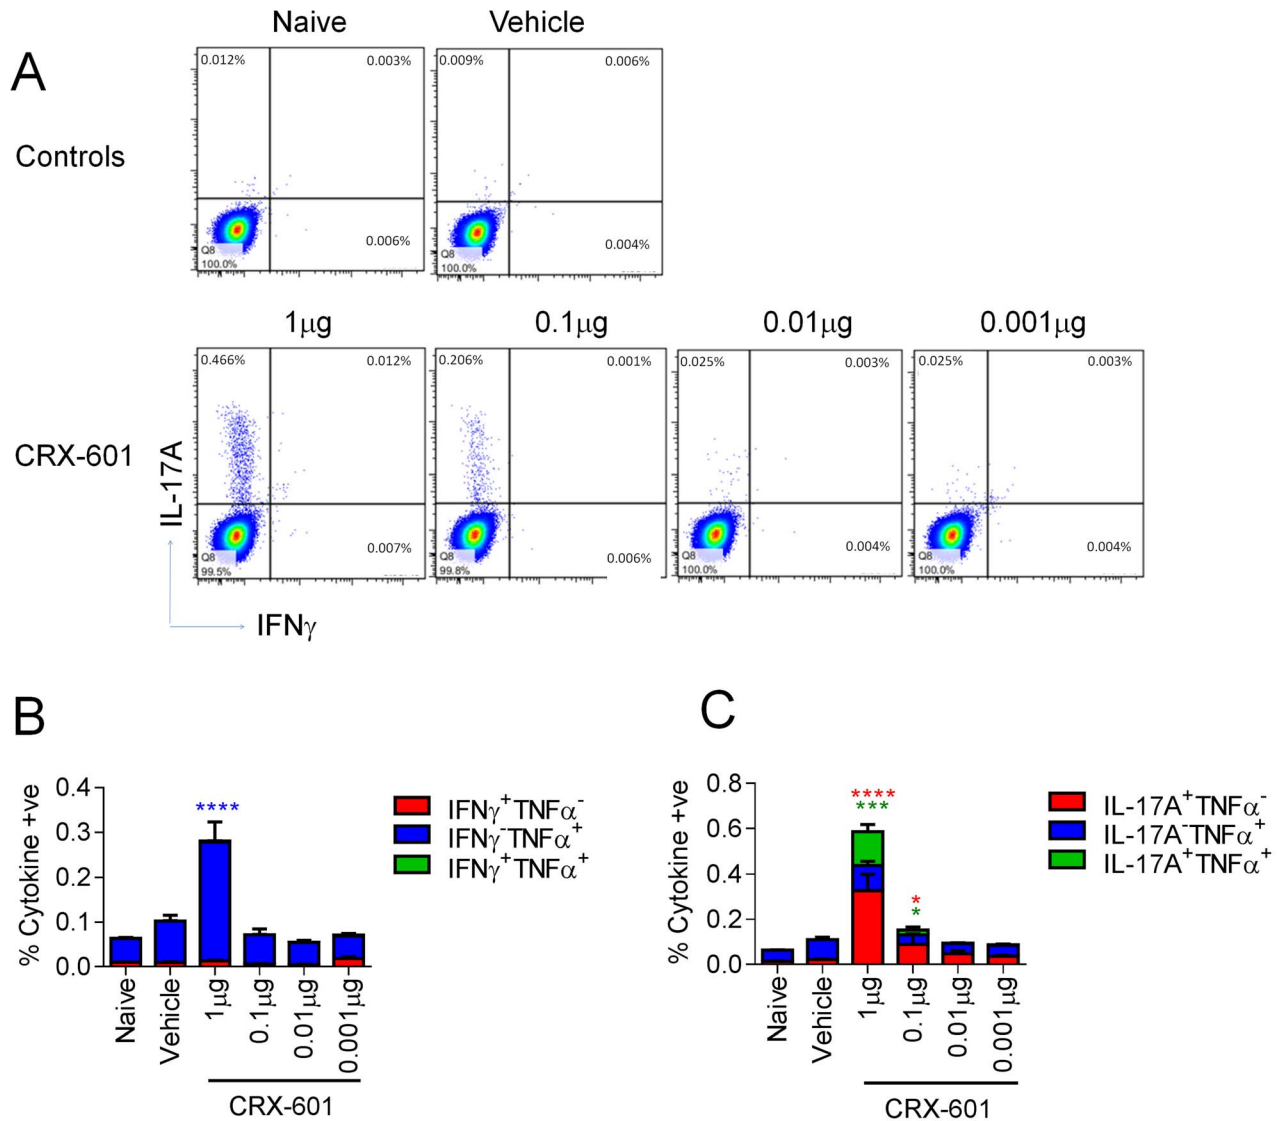 Naive Vehicle
A
0.012% 0.003% 0.009% 0.006%
Controls
0.006% 0.004%
Q8 Q8
100.0% 100.0%
1µg 0.1µg 0.01µg 0.001µg
0.466% 0.012% 0.206% 0.001% 0.025% 0.003% 0.025% 0.003%
CRX-601
IL-17A
0.007% 0.006% 0.004% 0.004%
Q8 Q8 Q8 Q8
99.5% 99.8% 100.0% 100.0%
IFNγ
B
% Cytokine +ve
0.4
0.3
0.2
0.1
0.0
****
IFNγ⁺TNFα⁻
IFNγ⁻TNFα⁺
IFNγ⁺TNFα⁺
Naive Vehicle 1µg 0.1µg 0.01µg 0.001µg
CRX-601
C
% Cytokine +ve
0.8
0.6
0.4
0.2
0.0
****
***
*
*
IL-17A⁺TNFα⁻
IL-17A⁻TNFα⁺
IL-17A⁺TNFα⁺
Naive Vehicle 1µg 0.1µg 0.01µg 0.001µg
CRX-601